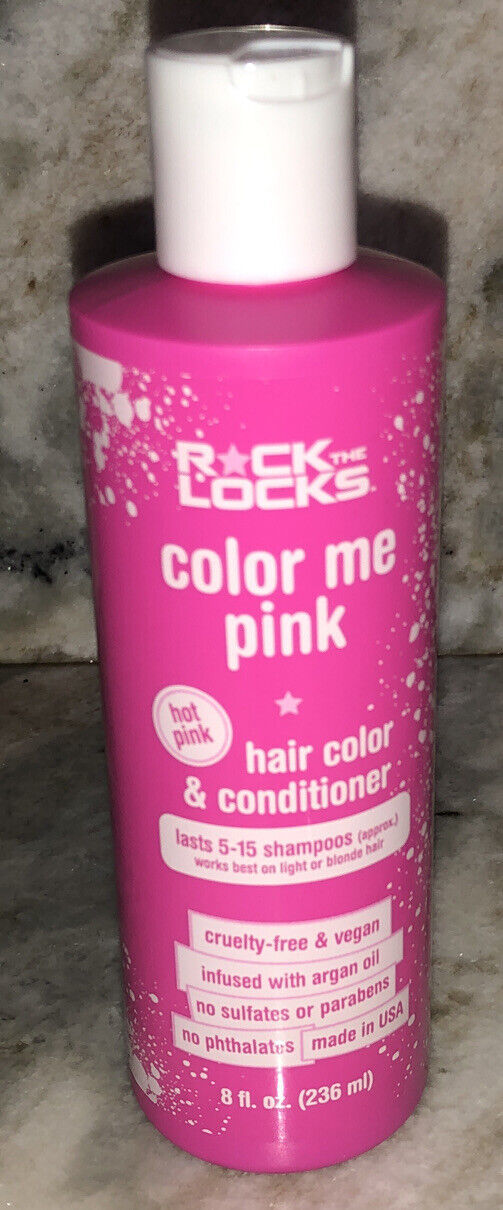 R★CK THE
LOCKS™
color me
pink
hot
pink
hair color
& conditioner
lasts 5-15 shampoos (approx.)
works best on light or blonde hair
cruelty-free & vegan
infused with argan oil
no sulfates or parabens
no phthalates made in USA
8 fl. oz. (236 ml)